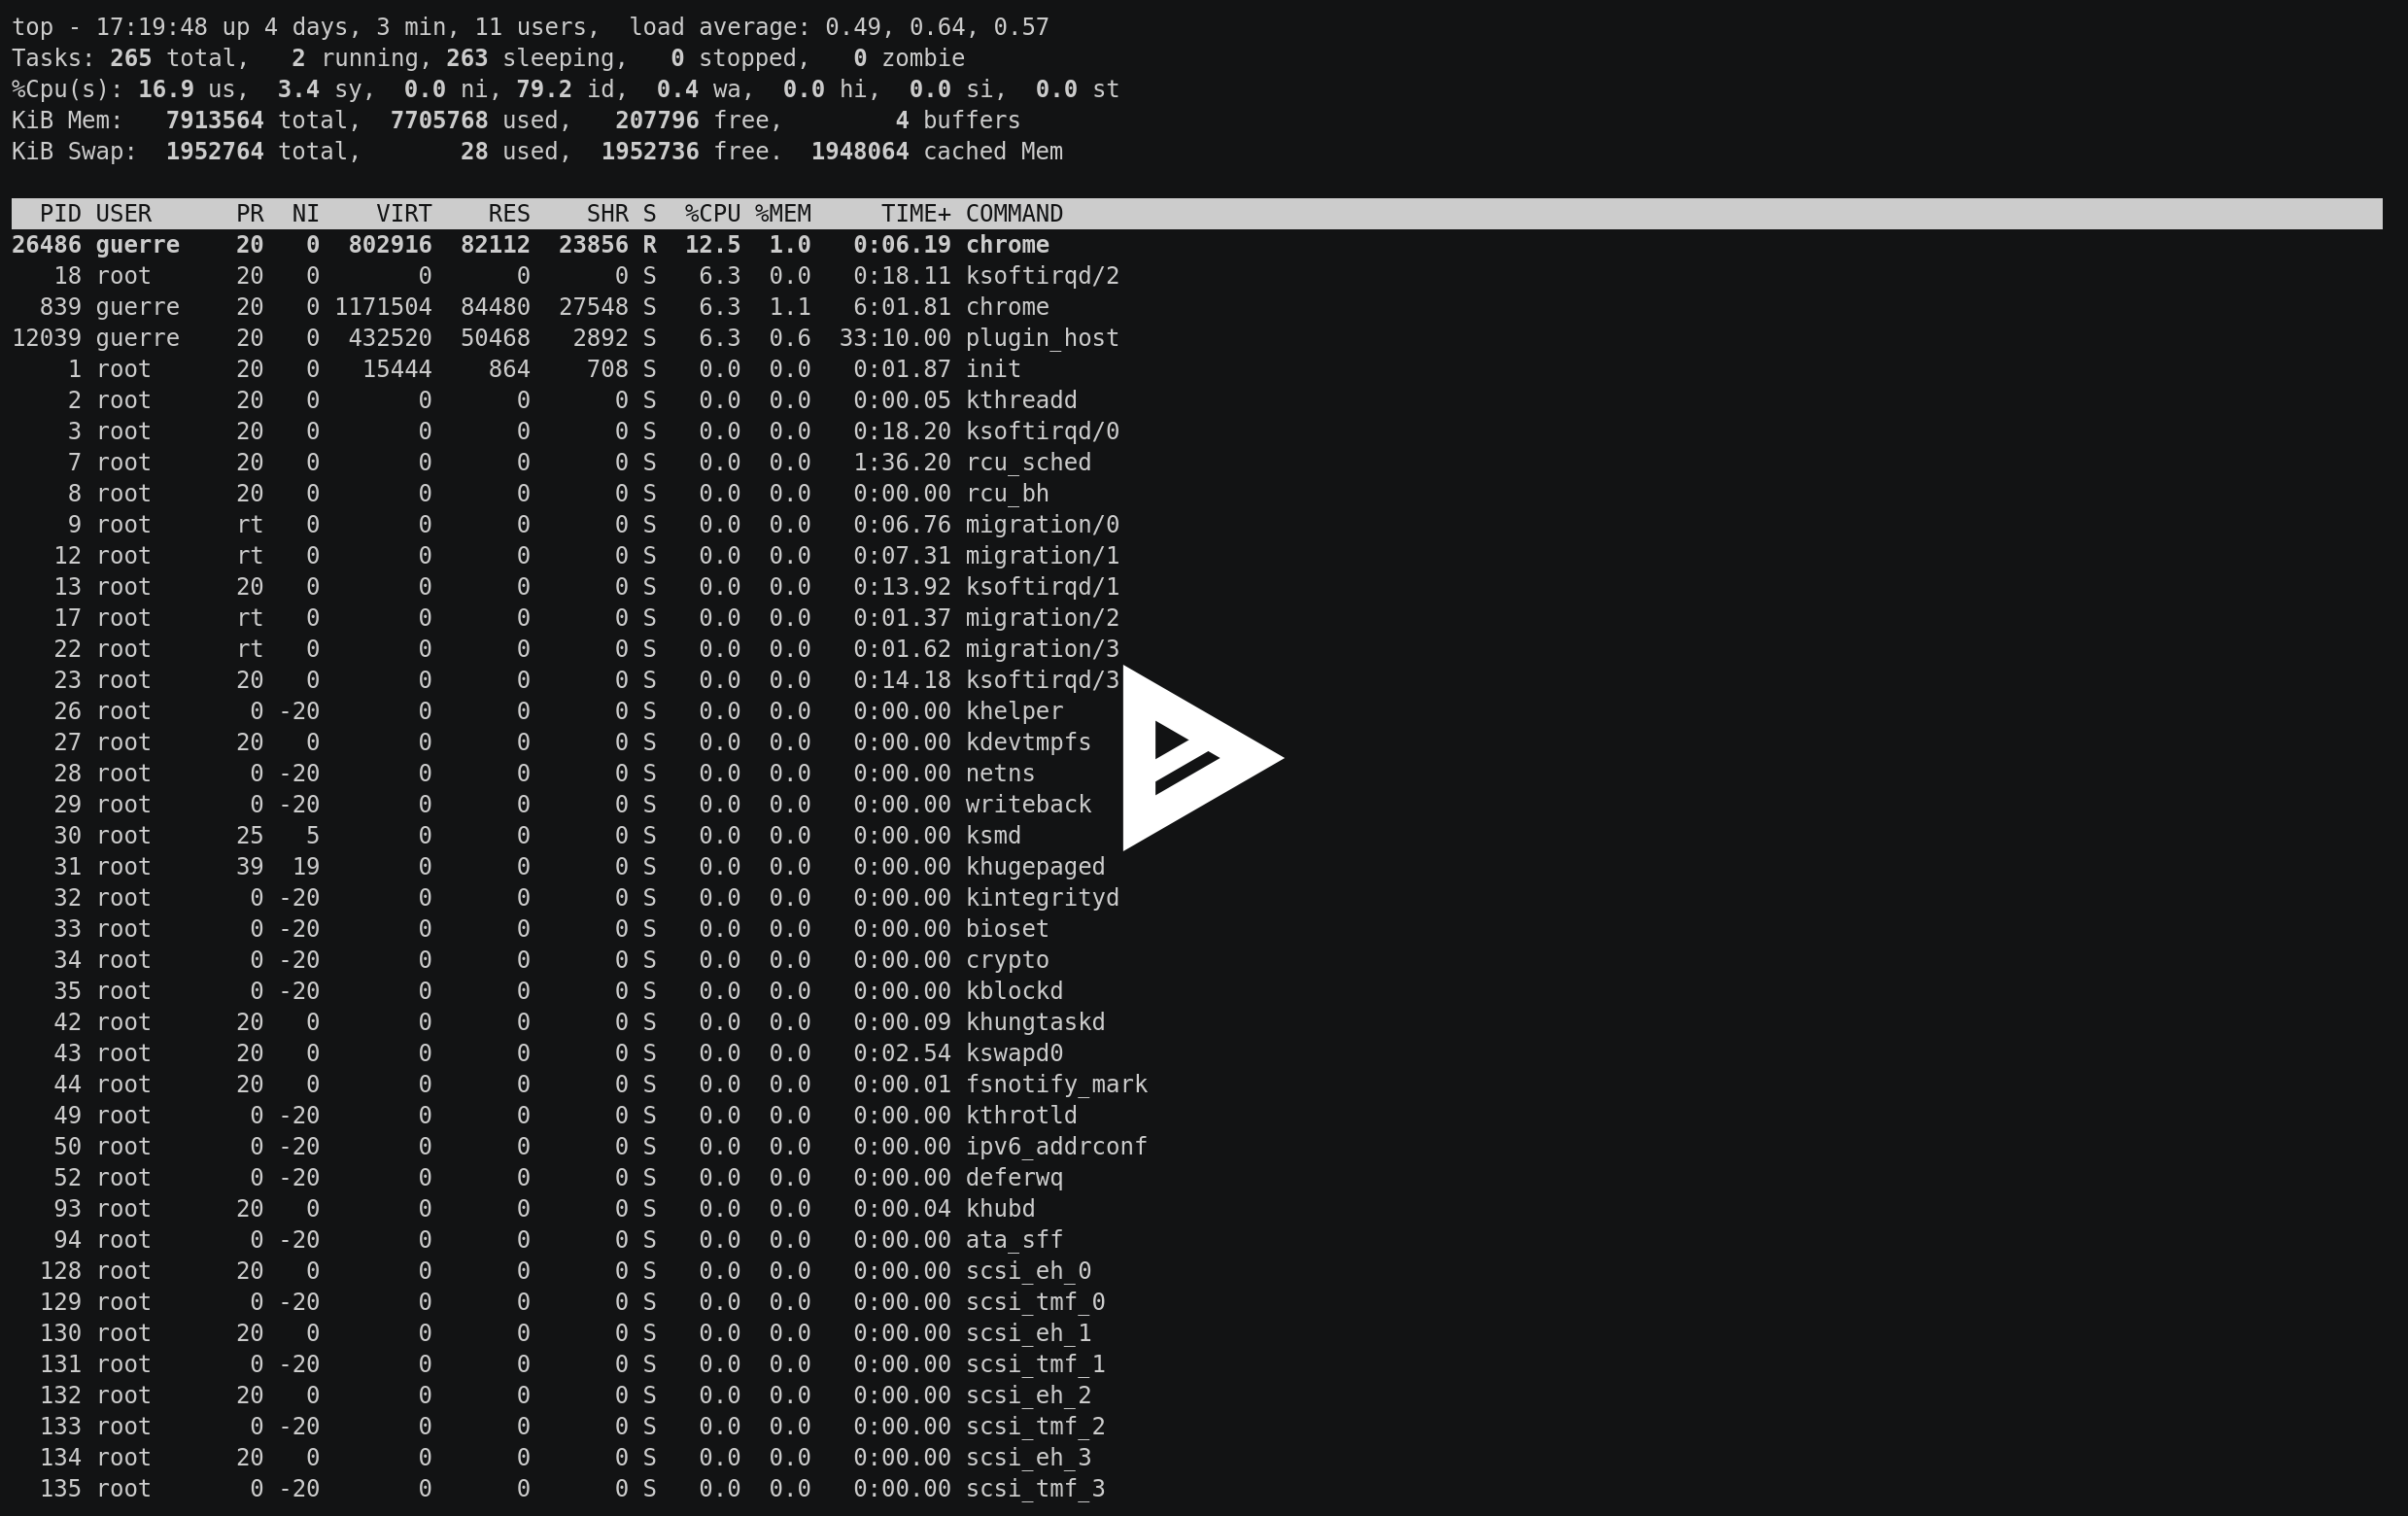 top - 17:19:48 up 4 days, 3 min, 11 users,  load average: 0.49, 0.64, 0.57
Tasks: 265 total,   2 running, 263 sleeping,   0 stopped,   0 zombie
%Cpu(s): 16.9 us,  3.4 sy,  0.0 ni, 79.2 id,  0.4 wa,  0.0 hi,  0.0 si,  0.0 st
KiB Mem:   7913564 total,  7705768 used,   207796 free,        4 buffers
KiB Swap:  1952764 total,       28 used,  1952736 free.  1948064 cached Mem
  PID USER      PR  NI    VIRT    RES    SHR S  %CPU %MEM     TIME+ COMMAND
26486 guerre    20   0  802916  82112  23856 R  12.5  1.0   0:06.19 chrome
   18 root      20   0       0      0      0 S   6.3  0.0   0:18.11 ksoftirqd/2
  839 guerre    20   0 1171504  84480  27548 S   6.3  1.1   6:01.81 chrome
12039 guerre    20   0  432520  50468   2892 S   6.3  0.6  33:10.00 plugin_host
    1 root      20   0   15444    864    708 S   0.0  0.0   0:01.87 init
    2 root      20   0       0      0      0 S   0.0  0.0   0:00.05 kthreadd
    3 root      20   0       0      0      0 S   0.0  0.0   0:18.20 ksoftirqd/0
    7 root      20   0       0      0      0 S   0.0  0.0   1:36.20 rcu_sched
    8 root      20   0       0      0      0 S   0.0  0.0   0:00.00 rcu_bh
    9 root      rt   0       0      0      0 S   0.0  0.0   0:06.76 migration/0
   12 root      rt   0       0      0      0 S   0.0  0.0   0:07.31 migration/1
   13 root      20   0       0      0      0 S   0.0  0.0   0:13.92 ksoftirqd/1
   17 root      rt   0       0      0      0 S   0.0  0.0   0:01.37 migration/2
   22 root      rt   0       0      0      0 S   0.0  0.0   0:01.62 migration/3
   23 root      20   0       0      0      0 S   0.0  0.0   0:14.18 ksoftirqd/3
   26 root       0 -20       0      0      0 S   0.0  0.0   0:00.00 khelper
   27 root      20   0       0      0      0 S   0.0  0.0   0:00.00 kdevtmpfs
   28 root       0 -20       0      0      0 S   0.0  0.0   0:00.00 netns
   29 root       0 -20       0      0      0 S   0.0  0.0   0:00.00 writeback
   30 root      25   5       0      0      0 S   0.0  0.0   0:00.00 ksmd
   31 root      39  19       0      0      0 S   0.0  0.0   0:00.00 khugepaged
   32 root       0 -20       0      0      0 S   0.0  0.0   0:00.00 kintegrityd
   33 root       0 -20       0      0      0 S   0.0  0.0   0:00.00 bioset
   34 root       0 -20       0      0      0 S   0.0  0.0   0:00.00 crypto
   35 root       0 -20       0      0      0 S   0.0  0.0   0:00.00 kblockd
   42 root      20   0       0      0      0 S   0.0  0.0   0:00.09 khungtaskd
   43 root      20   0       0      0      0 S   0.0  0.0   0:02.54 kswapd0
   44 root      20   0       0      0      0 S   0.0  0.0   0:00.01 fsnotify_mark
   49 root       0 -20       0      0      0 S   0.0  0.0   0:00.00 kthrotld
   50 root       0 -20       0      0      0 S   0.0  0.0   0:00.00 ipv6_addrconf
   52 root       0 -20       0      0      0 S   0.0  0.0   0:00.00 deferwq
   93 root      20   0       0      0      0 S   0.0  0.0   0:00.04 khubd
   94 root       0 -20       0      0      0 S   0.0  0.0   0:00.00 ata_sff
  128 root      20   0       0      0      0 S   0.0  0.0   0:00.00 scsi_eh_0
  129 root       0 -20       0      0      0 S   0.0  0.0   0:00.00 scsi_tmf_0
  130 root      20   0       0      0      0 S   0.0  0.0   0:00.00 scsi_eh_1
  131 root       0 -20       0      0      0 S   0.0  0.0   0:00.00 scsi_tmf_1
  132 root      20   0       0      0      0 S   0.0  0.0   0:00.00 scsi_eh_2
  133 root       0 -20       0      0      0 S   0.0  0.0   0:00.00 scsi_tmf_2
  134 root      20   0       0      0      0 S   0.0  0.0   0:00.00 scsi_eh_3
  135 root       0 -20       0      0      0 S   0.0  0.0   0:00.00 scsi_tmf_3